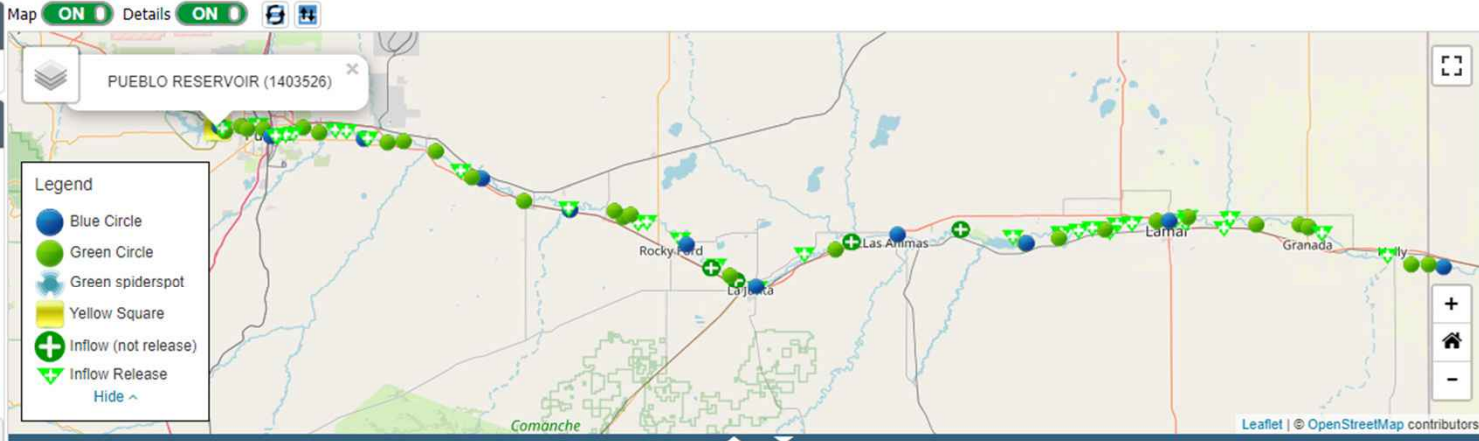 Map ON Details ON
PUEBLO RESERVOIR (1403526) ×
Legend
Blue Circle
Green Circle
Green spiderspot
Yellow Square
Inflow (not release)
Inflow Release
Hide
Rocky Ford
La Junta
Las Animas
Lamar
Granada
Comanche
+
−
Leaflet | © OpenStreetMap contributors